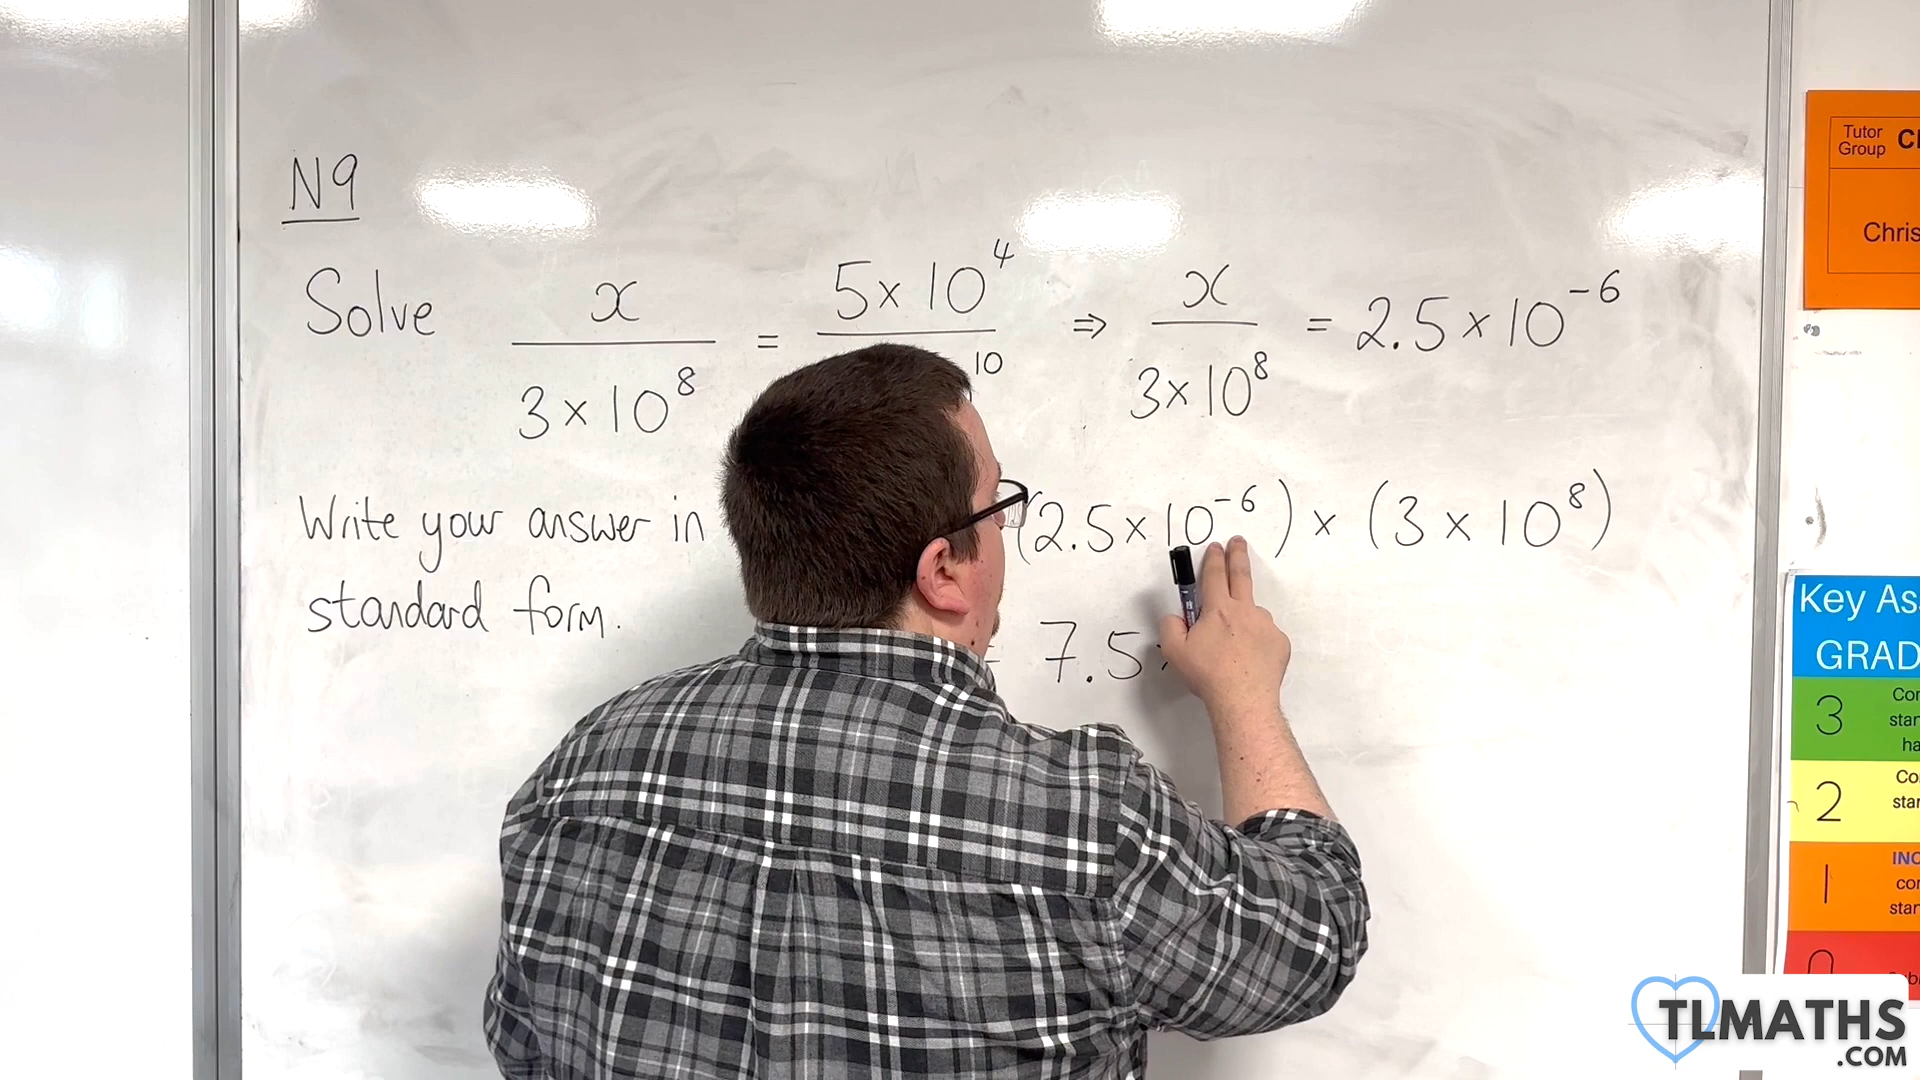 N9
Solve x / 3×10⁸ = 5×10⁴ / 10 ⇒ x / 3×10⁸ = 2.5×10⁻⁶
Write your answer in (2.5×10⁻⁶) × (3×10⁸)
standard form.
= 7.5
Tutor
Group
Chris
Key As
GRAD
3
2
1
0
TLMATHS
.COM